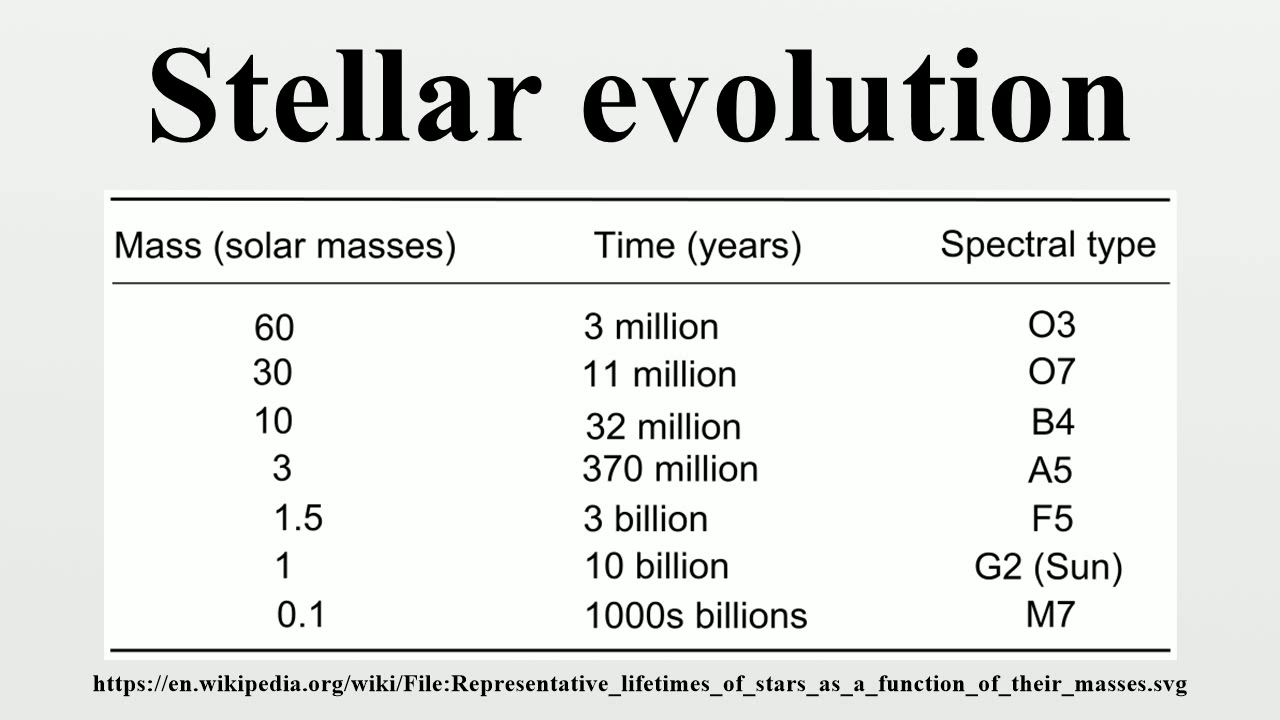 Stellar evolution
Mass (solar masses) Time (years) Spectral type
60 3 million O3
30 11 million O7
10 32 million B4
3 370 million A5
1.5 3 billion F5
1 10 billion G2 (Sun)
0.1 1000s billions M7
https://en.wikipedia.org/wiki/File:Representative_lifetimes_of_stars_as_a_function_of_their_masses.svg